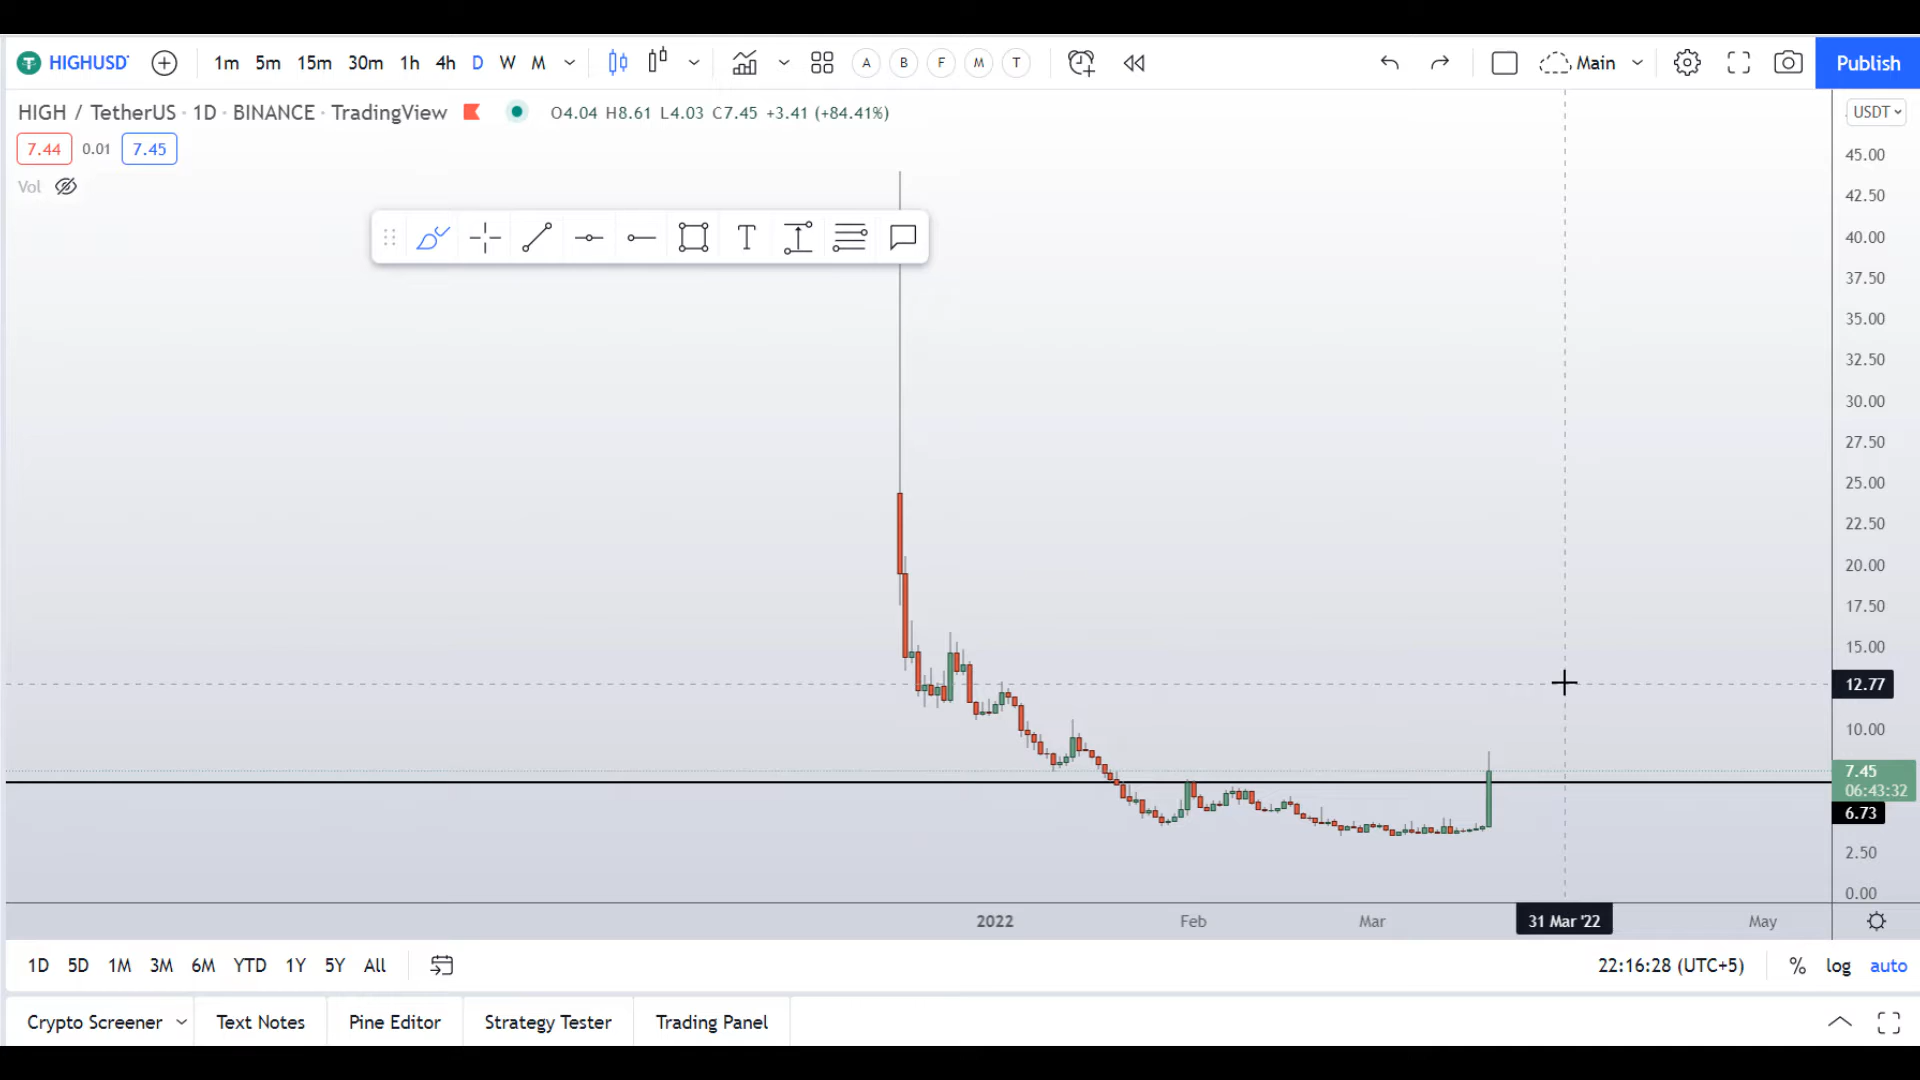 HIGHUSDT 1m 5m 15m 30m 1h 4h D W M A B F M T Main Publish
HIGH / TetherUS · 1D · BINANCE · TradingView O4.04 H8.61 L4.03 C7.45 +3.41 (+84.41%) USDT
7.44 0.01 7.45
Vol
T
45.00
42.50
40.00
37.50
35.00
32.50
30.00
27.50
25.00
22.50
20.00
17.50
15.00
12.77
10.00
7.45
06:43:32
6.73
2.50
0.00
2022 Feb Mar 31 Mar '22 May
1D 5D 1M 3M 6M YTD 1Y 5Y All 22:16:28 (UTC+5) % log auto
Crypto Screener Text Notes Pine Editor Strategy Tester Trading Panel